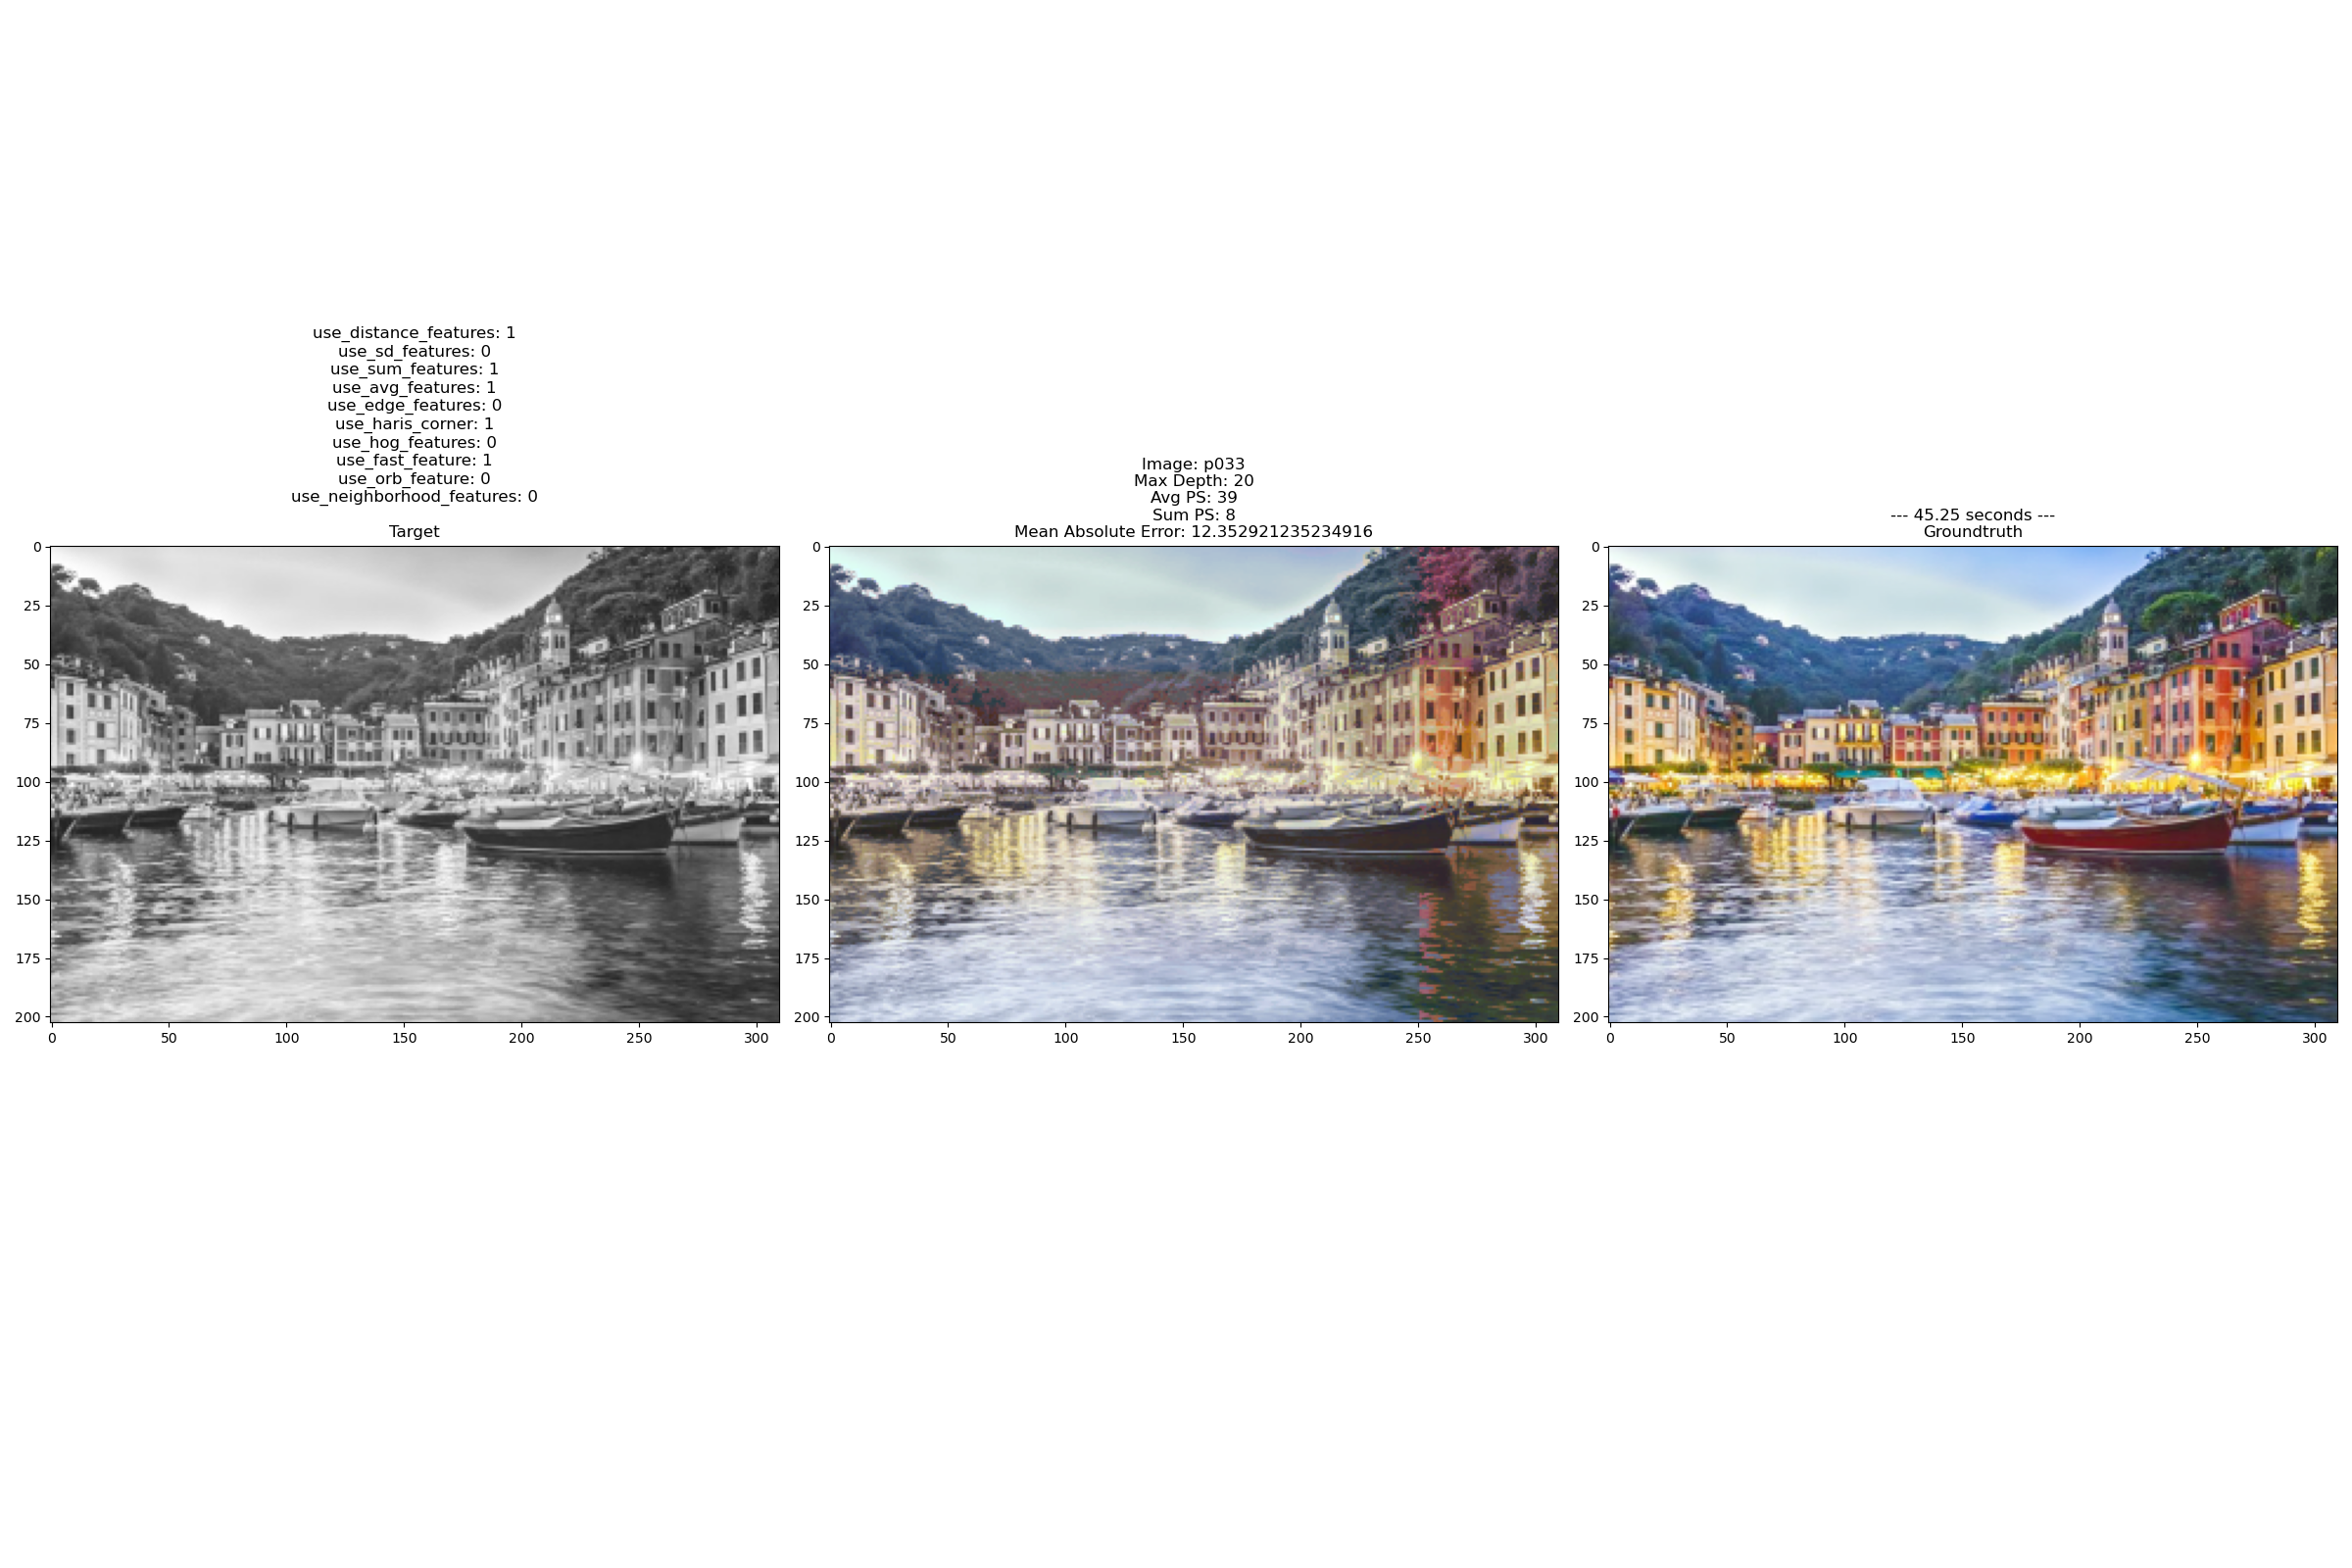 use_distance_features: 1
use_sd_features: 0
use_sum_features: 1
use_avg_features: 1
use_edge_features: 0
use_haris_corner: 1
use_hog_features: 0
use_fast_feature: 1
use_orb_feature: 0
use_neighborhood_features: 0
Target
0
25
50
75
100
125
150
175
200
0 50 100 150 200 250 300
Image: p033
Max Depth: 20
Avg PS: 39
Sum PS: 8
Mean Absolute Error: 12.352921235234916
0
25
50
75
100
125
150
175
200
0 50 100 150 200 250 300
--- 45.25 seconds ---
Groundtruth
0
25
50
75
100
125
150
175
200
0 50 100 150 200 250 300